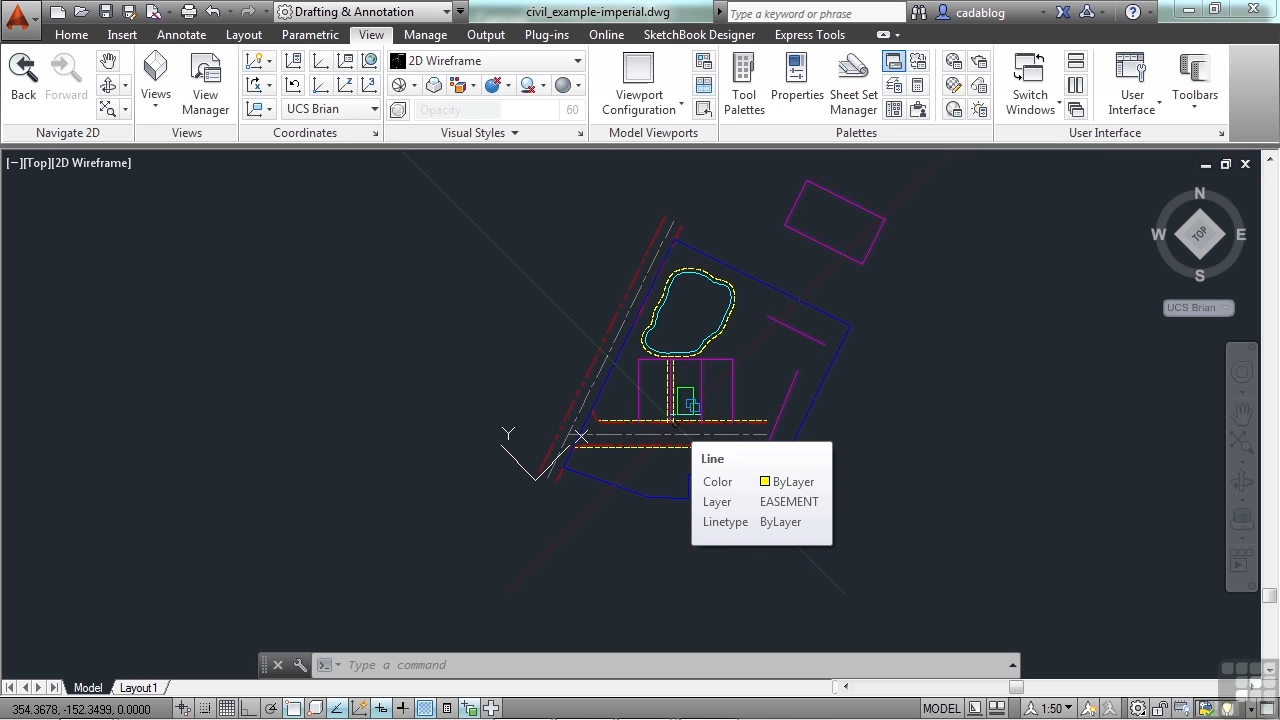 Drafting & Annotation
civil_example-imperial.dwg
Type a keyword or phrase
cadablog
Home Insert Annotate Layout Parametric View Manage Output Plug-ins Online SketchBook Designer Express Tools
Back
Forward
Navigate 2D
Views
View Manager
Views
UCS Brian
Coordinates
2D Wireframe
Opacity 60
Visual Styles
Viewport Configuration
Model Viewports
Tool Palettes
Properties
Sheet Set Manager
Palettes
Switch Windows
User Interface
Toolbars
User Interface
[−][Top][2D Wireframe]
N
W TOP E
S
UCS Brian
Y
X
Line
Color ByLayer
Layer EASEMENT
Linetype ByLayer
Type a command
Model Layout1
354.3678, -152.3499, 0.0000
MODEL
1:50